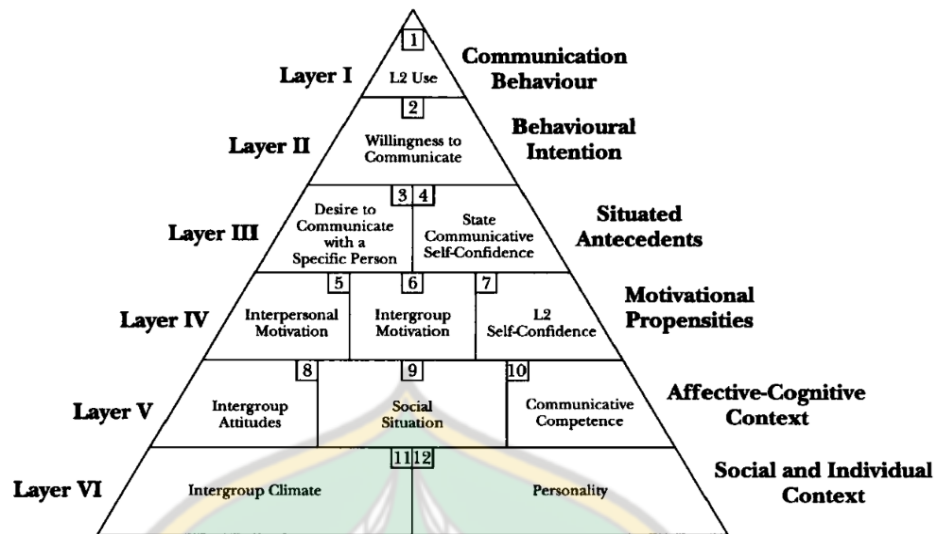 1
Layer I
L2 Use
Communication
Behaviour
2
Layer II
Willingness to
Communicate
Behavioural
Intention
3 4
Layer III
Desire to
Communicate
with a
Specific Person
State
Communicative
Self-Confidence
Situated
Antecedents
5 6 7
Layer IV
Interpersonal
Motivation
Intergroup
Motivation
L2
Self-Confidence
Motivational
Propensities
8 9 10
Layer V
Intergroup
Attitudes
Social
Situation
Communicative
Competence
Affective-Cognitive
Context
11 12
Layer VI
Intergroup Climate
Personality
Social and Individual
Context